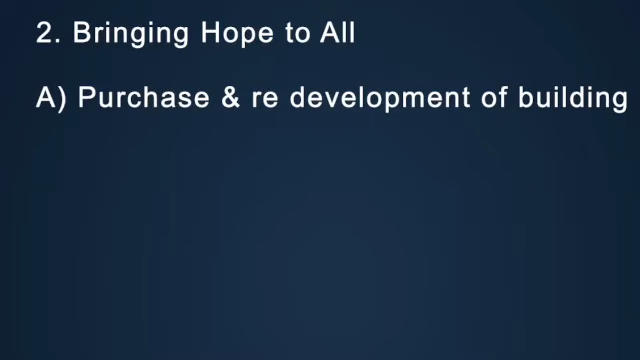 2. Bringing Hope to All
A) Purchase & re development of building